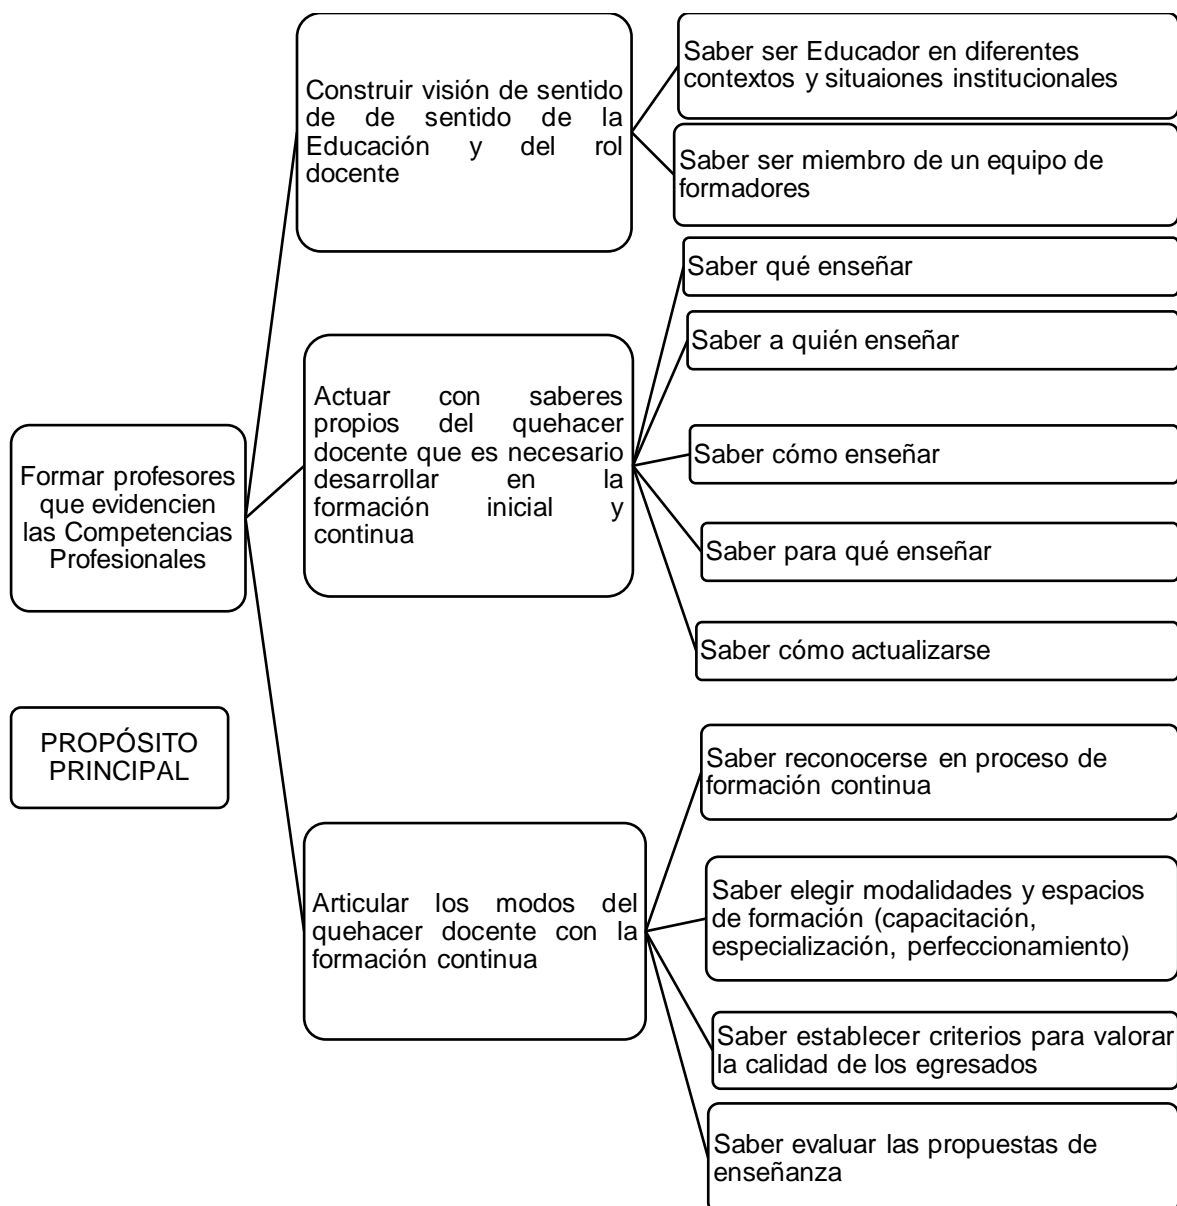 Formar profesores
que evidencien
las Competencias
Profesionales
PROPÓSITO
PRINCIPAL
Construir visión de sentido
de de sentido de la
Educación y del rol
docente
Saber ser Educador en diferentes
contextos y situaiones institucionales
Saber ser miembro de un equipo de
formadores
Actuar con saberes
propios del quehacer
docente que es necesario
desarrollar en la
formación inicial y
continua
Saber qué enseñar
Saber a quién enseñar
Saber cómo enseñar
Saber para qué enseñar
Saber cómo actualizarse
Articular los modos del
quehacer docente con la
formación continua
Saber reconocerse en proceso de
formación continua
Saber elegir modalidades y espacios
de formación (capacitación,
especialización, perfeccionamiento)
Saber establecer criterios para valorar
la calidad de los egresados
Saber evaluar las propuestas de
enseñanza